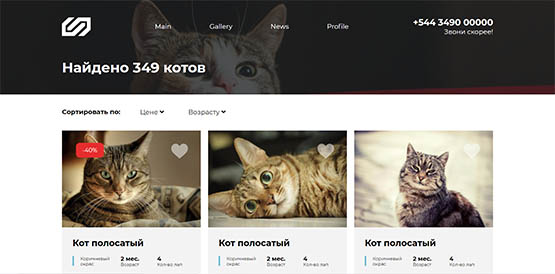 Main Gallery News Profile +544 3490 00000
Звони скорее!
Найдено 349 котов
Сортировать по: Цене Возрасту
-40%
Кот полосатый Кот полосатый Кот полосатый
Коричневый 2 мес. 4 Коричневый 2 мес. 4 Коричневый 2 мес. 4
окрас Возраст Кол-во лап окрас Возраст Кол-во лап окрас Возраст Кол-во лап